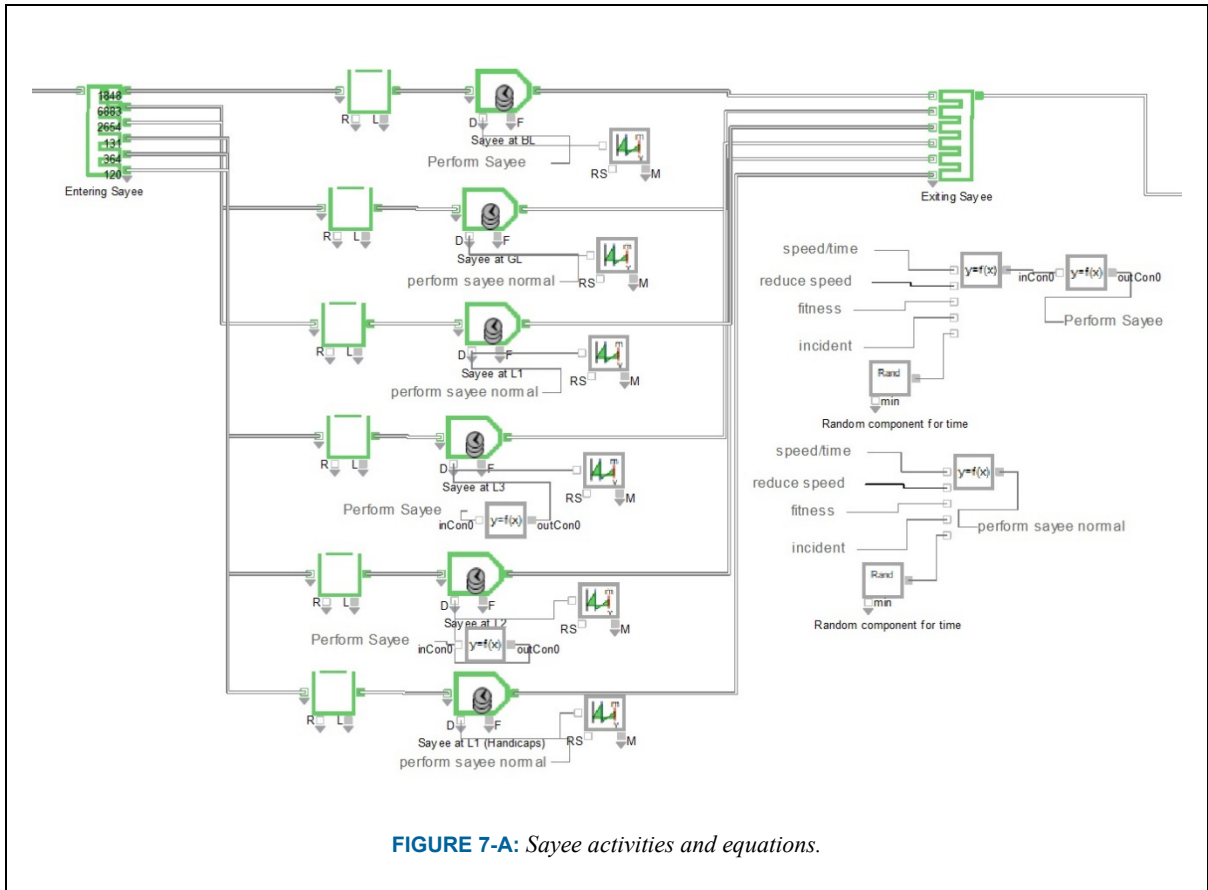 1848
6883
2654
131
364
120
Entering Sayee
R L
D F
Sayee at BL
Perform Sayee
RS M
R L
D F
Sayee at GL
perform sayee normal
RS M
R L
D F
Sayee at L1
perform sayee normal
RS M
R L
D F
Sayee at L3
Perform Sayee
RS M
inCon0 y=f(x) outCon0
R L
D F
Sayee at L2
Perform Sayee
RS M
inCon0 y=f(x) outCon0
R L
D F
Sayee at L1 (Handicaps)
perform sayee normal
RS M
Exiting Sayee
speed/time
reduce speed
fitness
incident
y=f(x) inCon0 y=f(x) outCon0
Perform Sayee
Rand
min
Random component for time
speed/time
reduce speed
fitness
incident
y=f(x)
perform sayee normal
Rand
min
Random component for time
FIGURE 7-A: Sayee activities and equations.